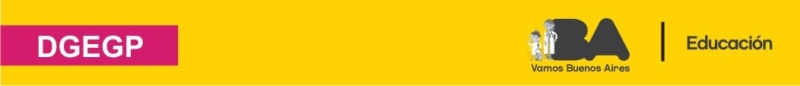 DGEGP
BA
Vamos Buenos Aires
Educación